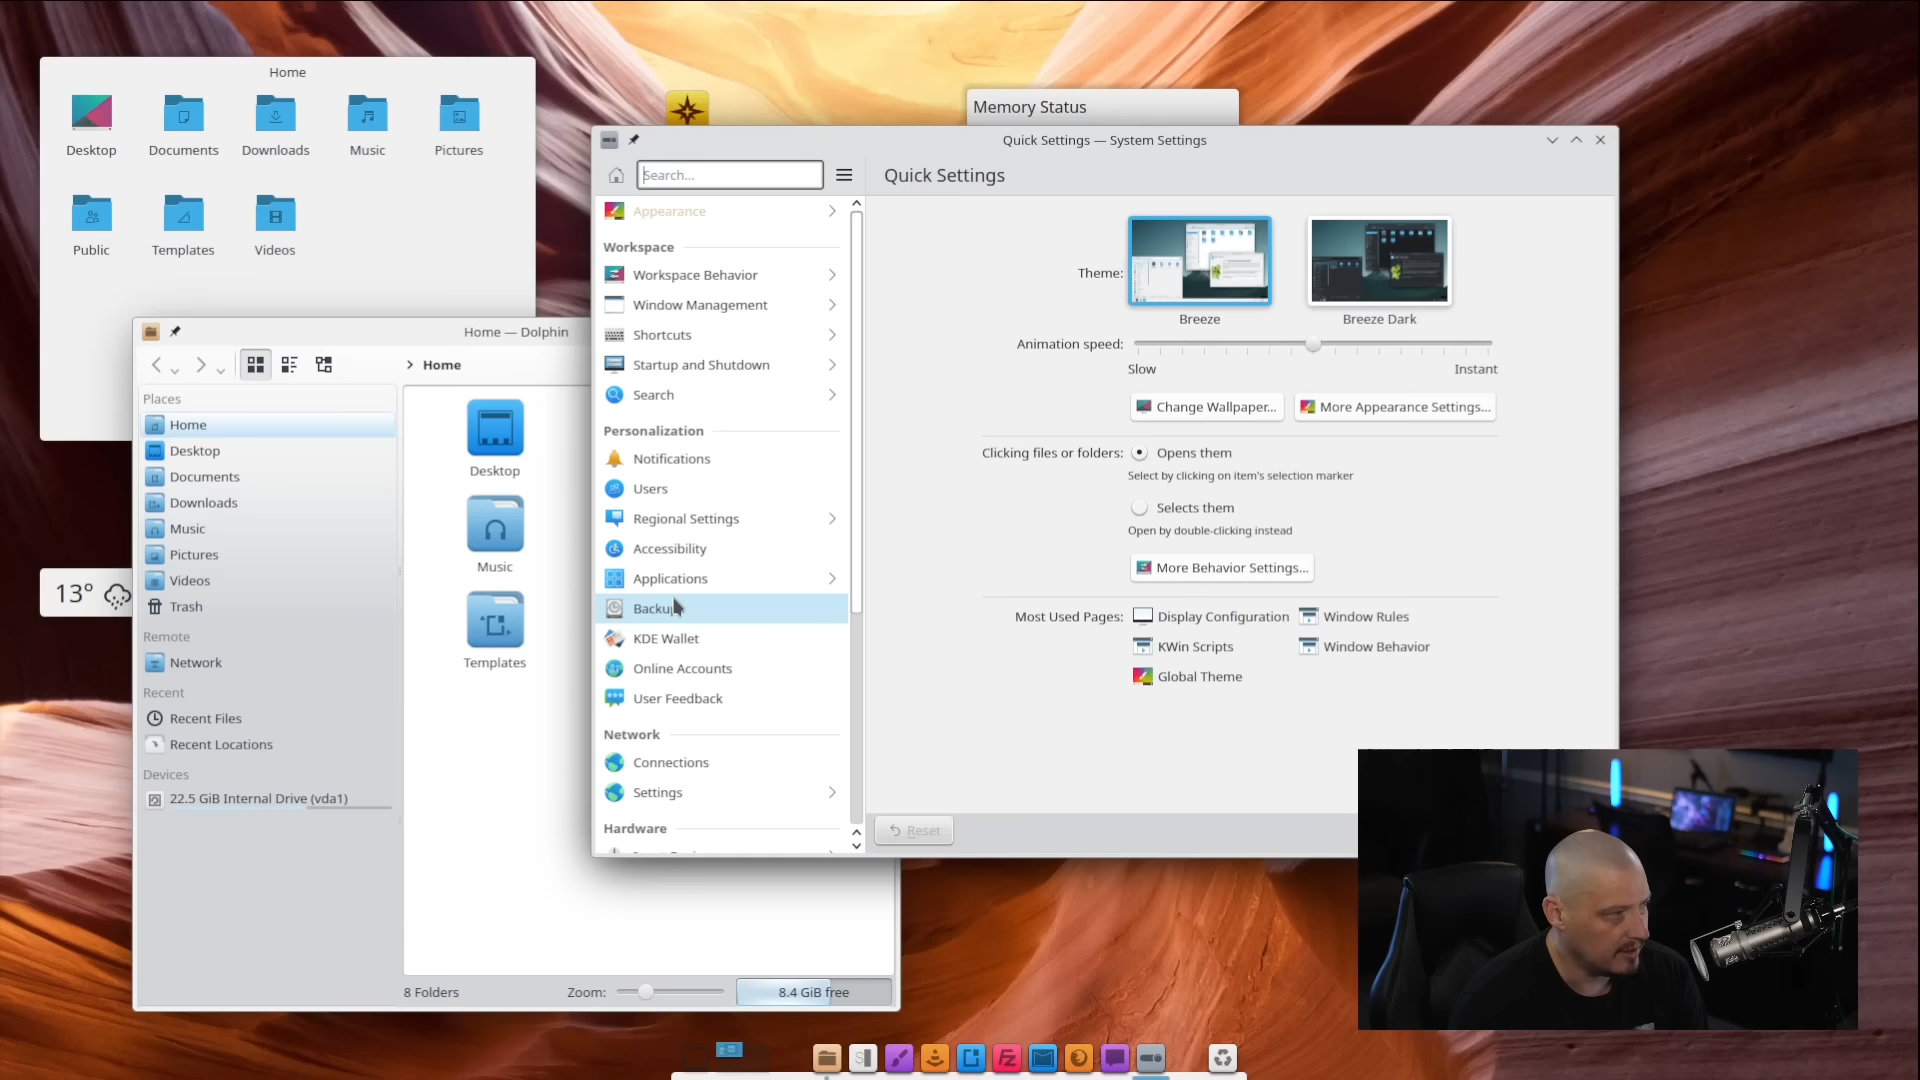 Home
Desktop
Documents
Downloads
Music
Pictures
Public
Templates
Videos
Memory Status
Quick Settings — System Settings
Search...
Quick Settings
Appearance
Workspace
Workspace Behavior
Window Management
Shortcuts
Startup and Shutdown
Search
Personalization
Notifications
Users
Regional Settings
Accessibility
Applications
KDE Wallet
Online Accounts
User Feedback
Network
Connections
Settings
Hardware
Theme:
Breeze
Breeze Dark
Animation speed:
Slow
Instant
Change Wallpaper...
More Appearance Settings...
Clicking files or folders:
Opens them
Select by clicking on item's selection marker
Selects them
Open by double-clicking instead
More Behavior Settings...
Most Used Pages:
Display Configuration
Window Rules
KWin Scripts
Window Behavior
Global Theme
Reset
Home — Dolphin
Home
Places
Home
Desktop
Documents
Downloads
Music
Pictures
Videos
Trash
Remote
Network
Recent
Recent Files
Recent Locations
Devices
22.5 GiB Internal Drive (vda1)
Desktop
Music
Templates
8 Folders
Zoom:
8.4 GiB free
13°